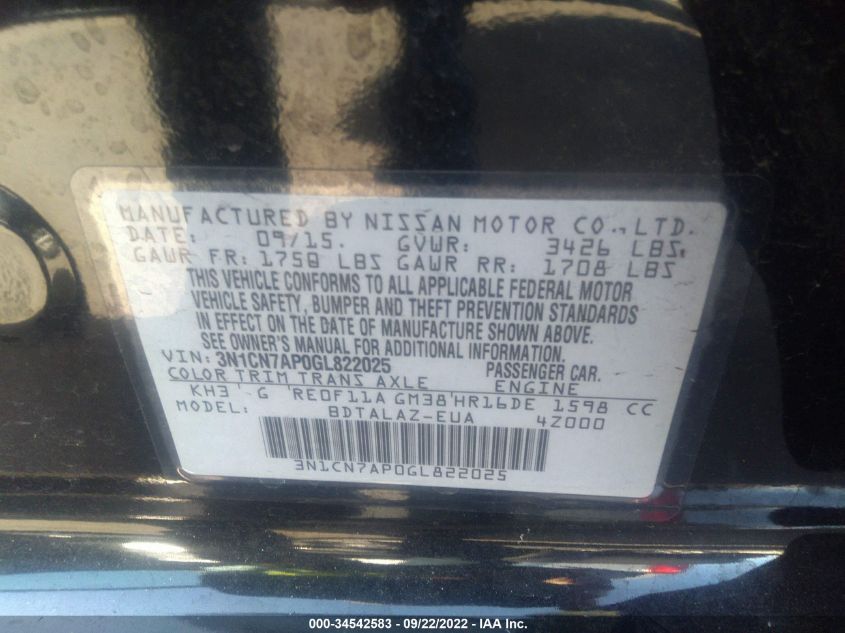 MANUFACTURED BY NISSAN MOTOR CO., LTD.
DATE: 09/15. GVWR: 3426 LBS.
GAWR FR: 1758 LBS GAWR RR: 1708 LBS
THIS VEHICLE CONFORMS TO ALL APPLICABLE FEDERAL MOTOR
VEHICLE SAFETY, BUMPER AND THEFT PREVENTION STANDARDS
IN EFFECT ON THE DATE OF MANUFACTURE SHOWN ABOVE.
SEE OWNER'S MANUAL FOR ADDITIONAL INFORMATION.
VIN: 3N1CN7AP0GL822025 PASSENGER CAR.
COLOR TRIM TRANS AXLE ENGINE
KH3' G 'RE0F11A GM38'HR16DE 1598 CC
MODEL: BDTALAZ-EUA 4Z000
3N1CN7AP0GL822025
000-34542583 - 09/22/2022 - IAA Inc.